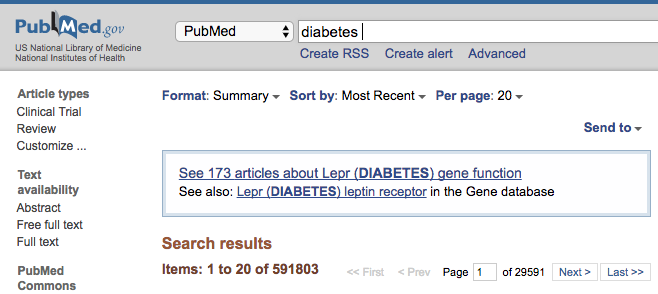 PubMed.gov
US National Library of Medicine
National Institutes of Health
PubMed
diabetes
Create RSS Create alert Advanced
Article types
Clinical Trial
Review
Customize ...
Text
availability
Abstract
Free full text
Full text
PubMed
Commons
Format: Summary Sort by: Most Recent Per page: 20
Send to
See 173 articles about Lepr (DIABETES) gene function
See also: Lepr (DIABETES) leptin receptor in the Gene database
Search results
Items: 1 to 20 of 591803
<< First < Prev Page 1 of 29591 Next > Last >>